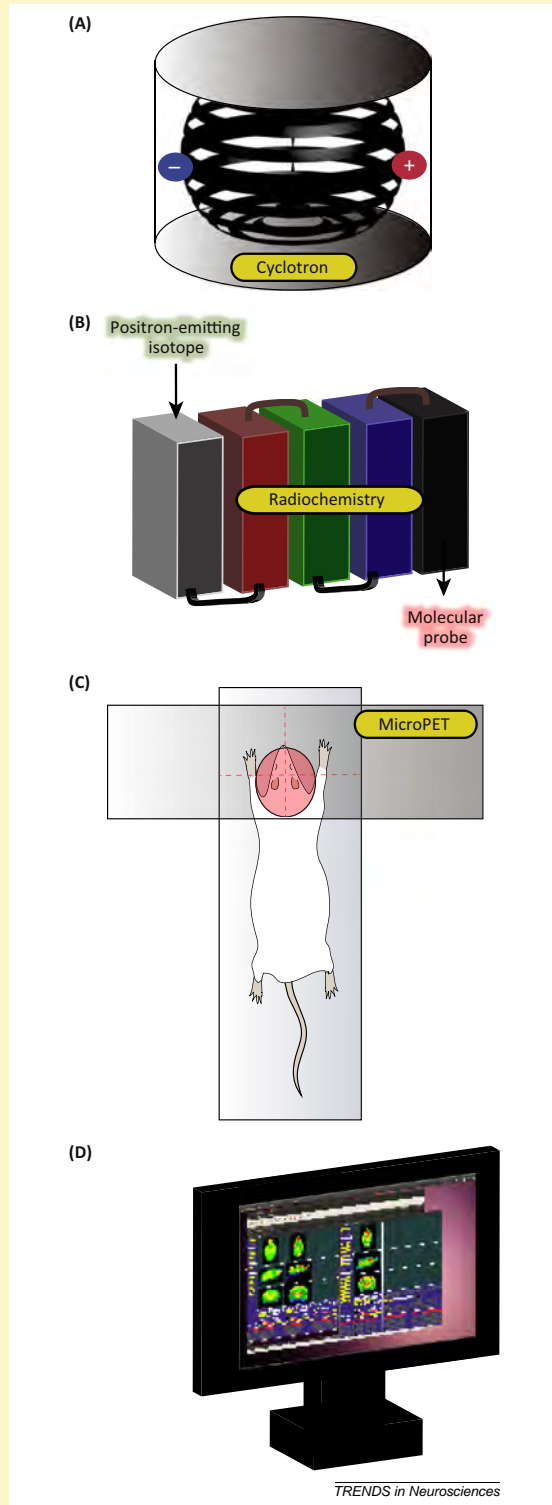 (A)
–
+
Cyclotron
(B)
Positron-emitting
isotope
Radiochemistry
Molecular
probe
(C)
MicroPET
(D)
TRENDS in Neurosciences